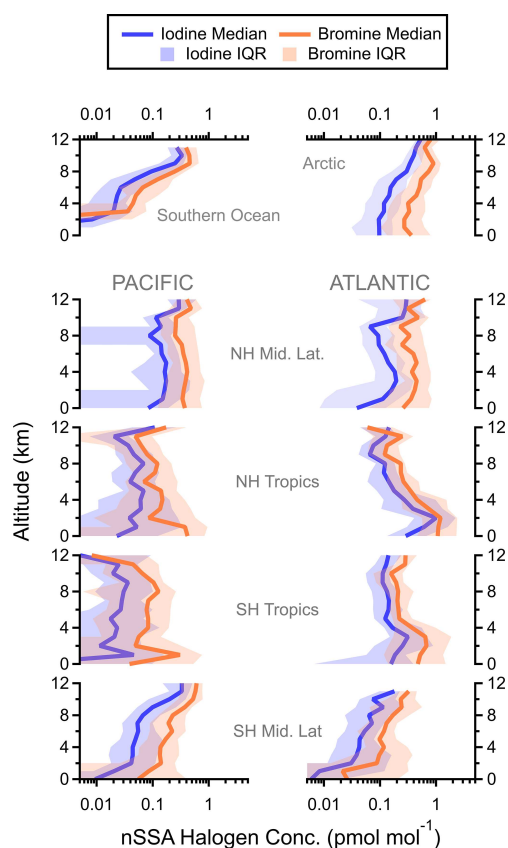 Iodine Median Bromine Median
Iodine IQR Bromine IQR
0.01 0.1 1 0.01 0.1 1
12 12
8 Arctic 8
4 Southern Ocean 4
0 0
PACIFIC ATLANTIC
12 12
8 8
NH Mid. Lat.
4 4
0 0
12 12
8 8
NH Tropics
4 4
0 0
12 12
8 8
SH Tropics
4 4
0 0
12 12
8 8
SH Mid. Lat
4 4
0 0
0.01 0.1 1 0.01 0.1 1
Altitude (km)
nSSA Halogen Conc. (pmol mol⁻¹)